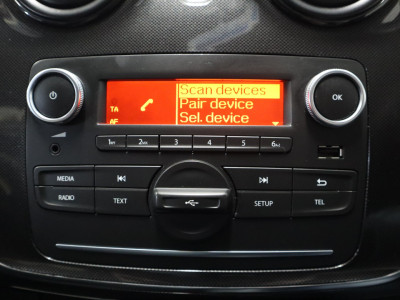 Scan devices
Pair device
TA
AF
Sel. device
OK
1
2
3
4
5
6
MEDIA
RADIO
TEXT
SETUP
TEL